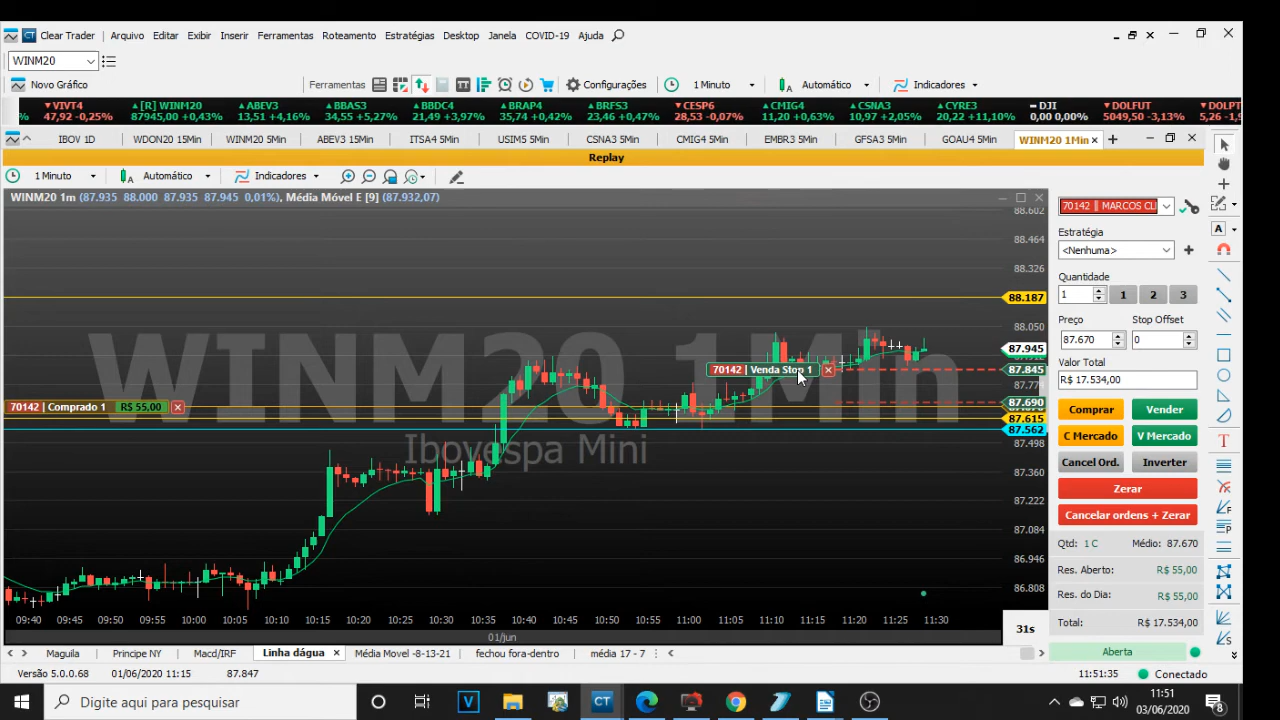 Clear Trader Arquivo Editar Exibir Inserir Ferramentas Roteamento Estratégias Desktop Janela COVID-19 Ajuda
WINM20
Novo Gráfico Ferramentas Configurações 1 Minuto Automático Indicadores
VIVT4 [R] WINM20 ABEV3 BBAS3 BBDC4 BRAP4 BRFS3 CESP6 CMIG4 CSNA3 CYRE3 DJI DOLFUT DOLPT
% 47,92 -0,25% 87945,00 +0,43% 13,51 +4,16% 34,55 +5,27% 21,49 +3,97% 35,74 +0,42% 23,46 +0,47% 28,53 -0,07% 11,20 +0,63% 10,97 +2,05% 20,22 +11,10% 0,00 0,00% 5049,50 -3,13% 5,26 -1,9
IBOV 1D WDON20 15Min WINM20 5Min ABEV3 15Min ITSA4 5Min USIM5 5Min CSNA3 5Min CMIG4 5Min EMBR3 5Min GFSA3 5Min GOAU4 5Min WINM20 1Min
Replay
1 Minuto Automático Indicadores
WINM20 1m (87.935 88.000 87.935 87.945 0,01%), Média Móvel E [9] (87.932,07)
88.602
88.464
88.326
88.187
88.050
87.945
87.845
87.774
87.690
87.615
87.562
87.498
87.360
87.222
87.084
86.946
86.808
WINM20 1Min
Ibovespa Mini
70142 | Venda Stop 1
70142 | Comprado 1 R$ 55,00
09:40 09:45 09:50 09:55 10:00 10:05 10:10 10:15 10:20 10:25 10:30 10:35 10:40 10:45 10:50 10:55 11:00 11:05 11:10 11:15 11:20 11:25 11:30
01/jun
31s
70142 || MARCOS CL
Estratégia
<Nenhuma>
Quantidade
1 1 2 3
Preço Stop Offset
87.670 0
Valor Total
R$ 17.534,00
Comprar Vender
C Mercado V Mercado
Cancel Ord. Inverter
Zerar
Cancelar ordens + Zerar
Qtd: 1 C Médio: 87.670
Res. Aberto: R$ 55,00
Res. do Dia: R$ 55,00
Total: R$ 17.534,00
Aberta
Maguila Principe NY Macd/IRF Linha dágua Média Movel -8-13-21 fechou fora-dentro média 17 - 7
Versão 5.0.0.68 01/06/2020 11:15 87.847 11:51:35 Conectado
Digite aqui para pesquisar
11:51
03/06/2020
8